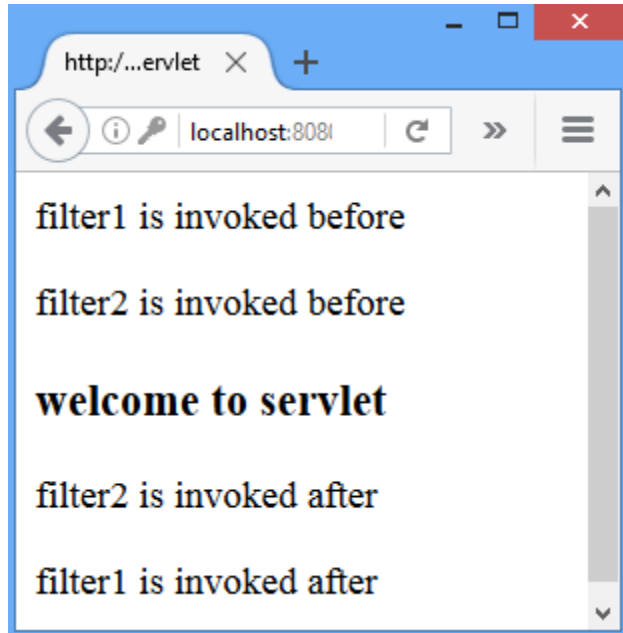 http:/...ervlet
localhost:808
filter1 is invoked before
filter2 is invoked before
welcome to servlet
filter2 is invoked after
filter1 is invoked after